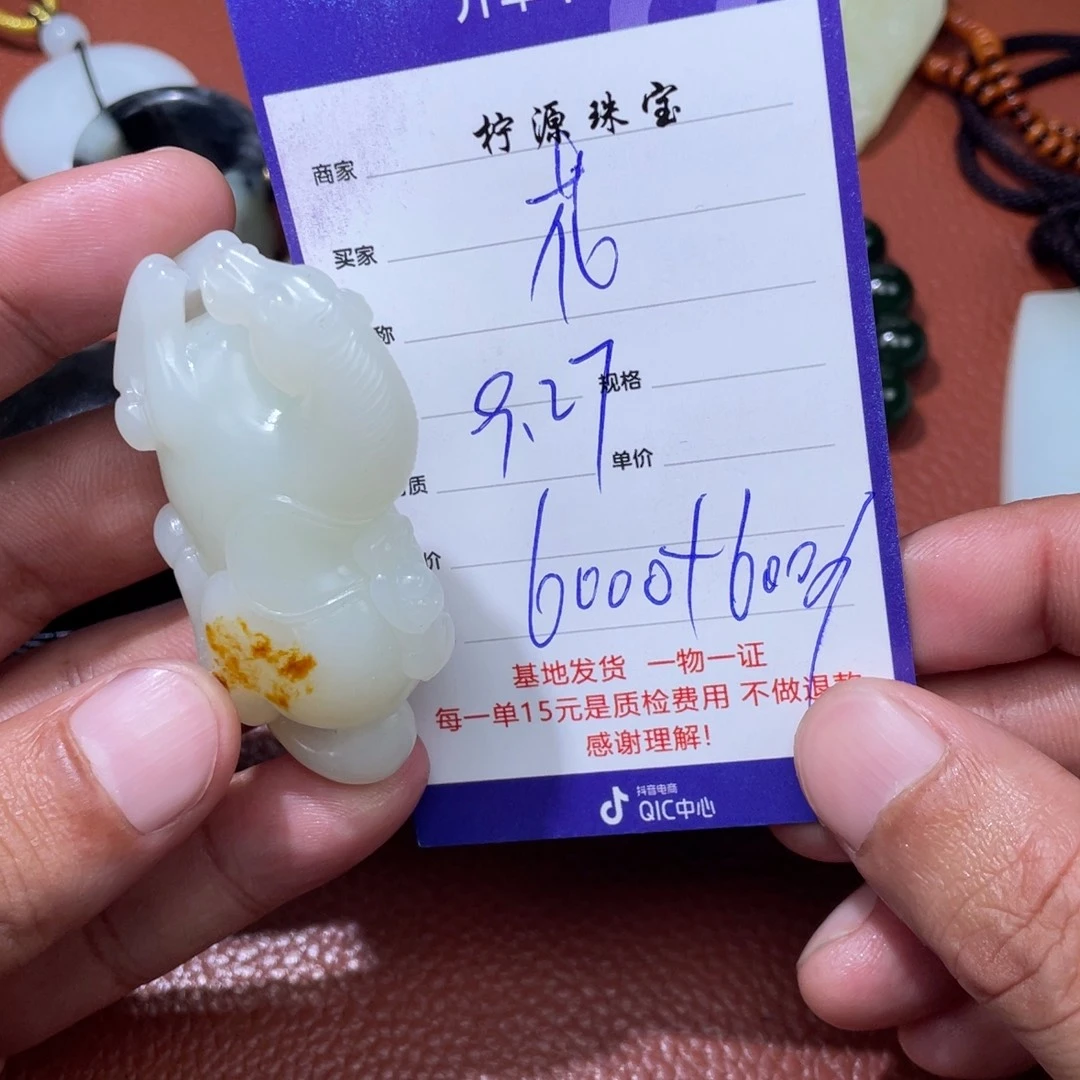 商家 柠源珠宝
买家 花
称
9.27 规格
质 单价
价 6000+600
基地发货 一物一证
每一单15元是质检费用 不做退款
感谢理解!
抖音电商
QIC中心